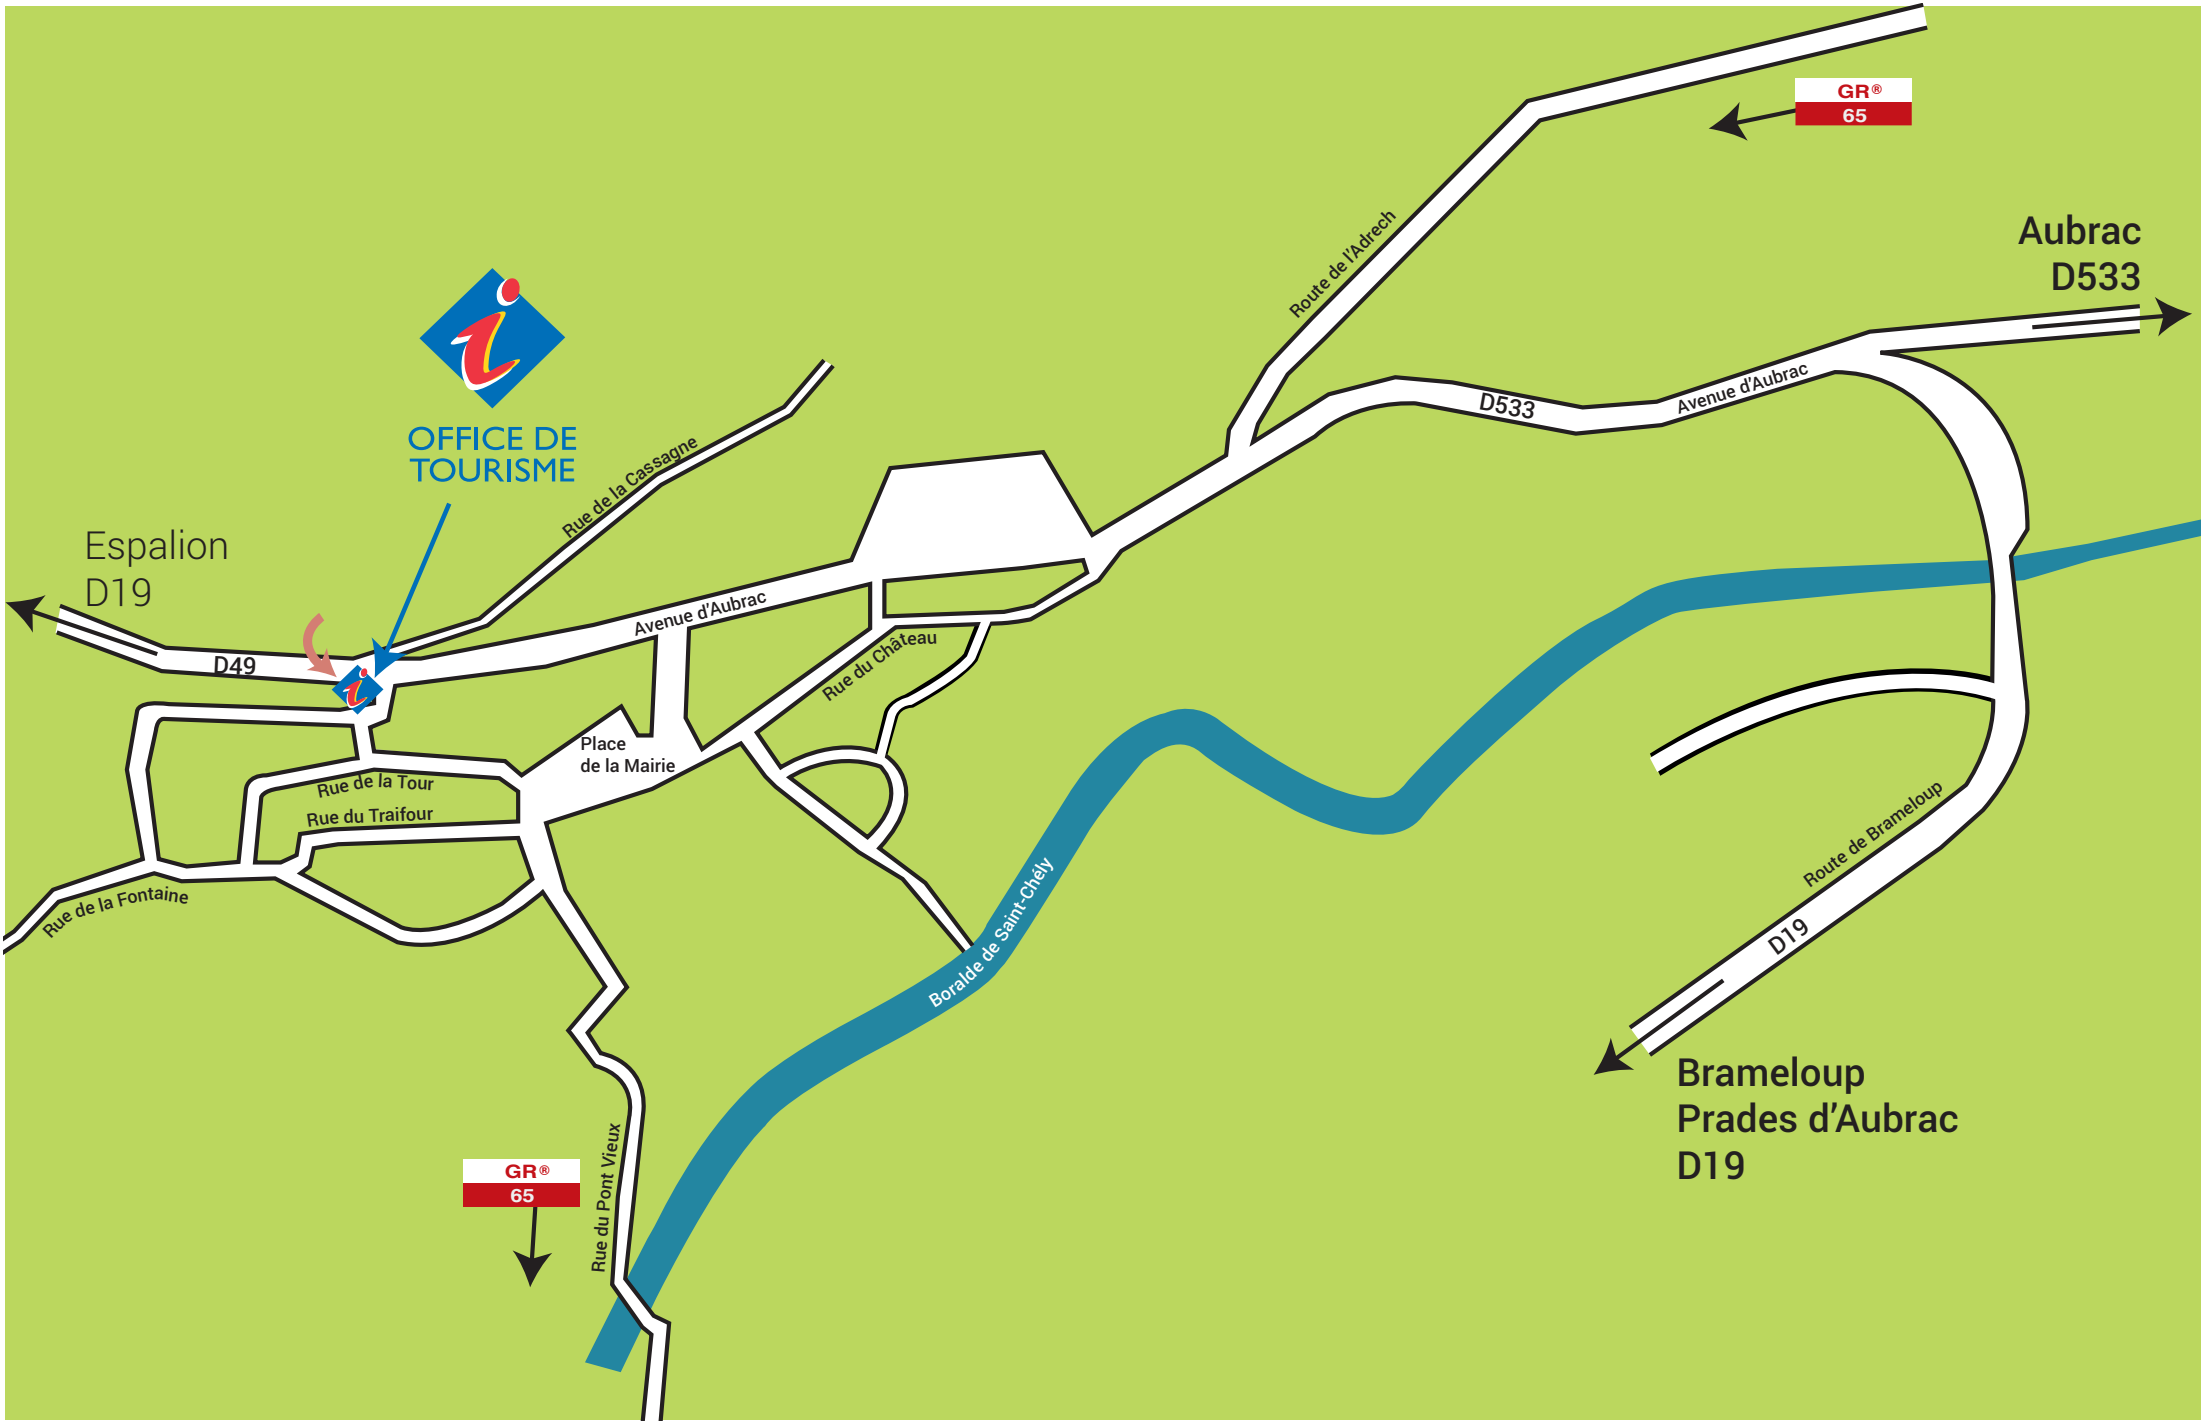 GR®
65
Aubrac
D533
Route de l'Adrech
D533
Avenue d'Aubrac
OFFICE DE
TOURISME
Rue de la Cassagne
Espalion
D19
D49
Avenue d'Aubrac
Rue du Château
Place
de la Mairie
Rue de la Tour
Rue du Traifour
Rue de la Fontaine
Boralde de Saint-Chély
Route de Brameloup
D19
Brameloup
Prades d'Aubrac
D19
Rue du Pont Vieux
GR®
65